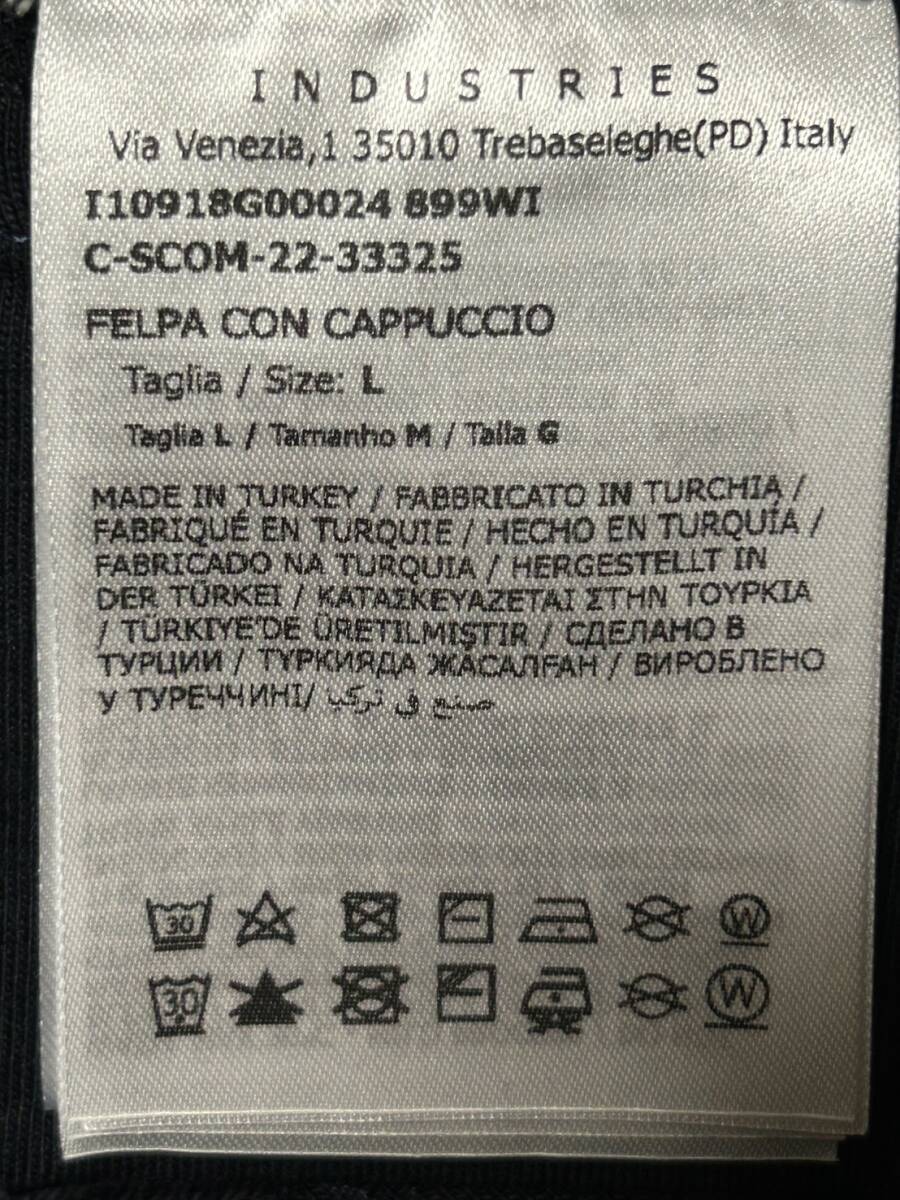 INDUSTRIES
Via Venezia,1 35010 Trebaseleghe(PD) Italy
I10918G00024 899WI
C-SCOM-22-33325
FELPA CON CAPPUCCIO
Taglia / Size: L
Taglia L / Tamanho M / Talla G
MADE IN TURKEY / FABBRICATO IN TURCHIA /
FABRIQUÉ EN TURQUIE / HECHO EN TURQUÍA /
FABRICADO NA TURQUIA / HERGESTELLT IN
DER TÜRKEI / ΚΑΤΑΣΚΕΥΑΖΕΤΑΙ ΣΤΗΝ ΤΟΥΡΚΙΑ
/ TÜRKIYE'DE ÜRETILMIŞTIR / СДЕЛАНО В
ТУРЦИИ / ТҮРКИЯДА ЖАСАЛҒАН / ВИРОБЛЕНО
У ТУРЕЧЧИНІ/ صنع في تركيا
30 W
30 W